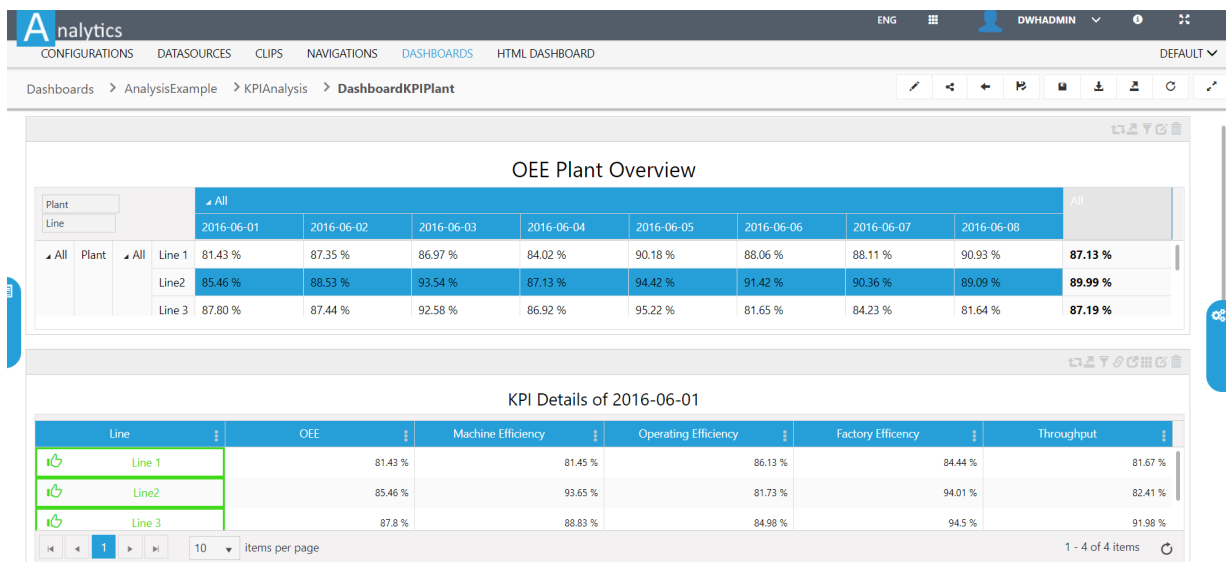 Analytics
ENG DWHADMIN
CONFIGURATIONS DATASOURCES CLIPS NAVIGATIONS DASHBOARDS HTML DASHBOARD DEFAULT
Dashboards > AnalysisExample > KPIAnalysis > DashboardKPIPlant
OEE Plant Overview
Plant All All
Line 2016-06-01 2016-06-02 2016-06-03 2016-06-04 2016-06-05 2016-06-06 2016-06-07 2016-06-08
All Plant All Line 1 81.43 % 87.35 % 86.97 % 84.02 % 90.18 % 88.06 % 88.11 % 90.93 % 87.13 %
Line2 85.46 % 88.53 % 93.54 % 87.13 % 94.42 % 91.42 % 90.36 % 89.09 % 89.99 %
Line 3 87.80 % 87.44 % 92.58 % 86.92 % 95.22 % 81.65 % 84.23 % 81.64 % 87.19 %
KPI Details of 2016-06-01
Line OEE Machine Efficiency Operating Efficiency Factory Efficency Throughput
Line 1 81.43 % 81.45 % 86.13 % 84.44 % 81.67 %
Line2 85.46 % 93.65 % 81.73 % 94.01 % 82.41 %
Line 3 87.8 % 88.83 % 84.98 % 94.5 % 91.98 %
1 10 items per page 1 - 4 of 4 items